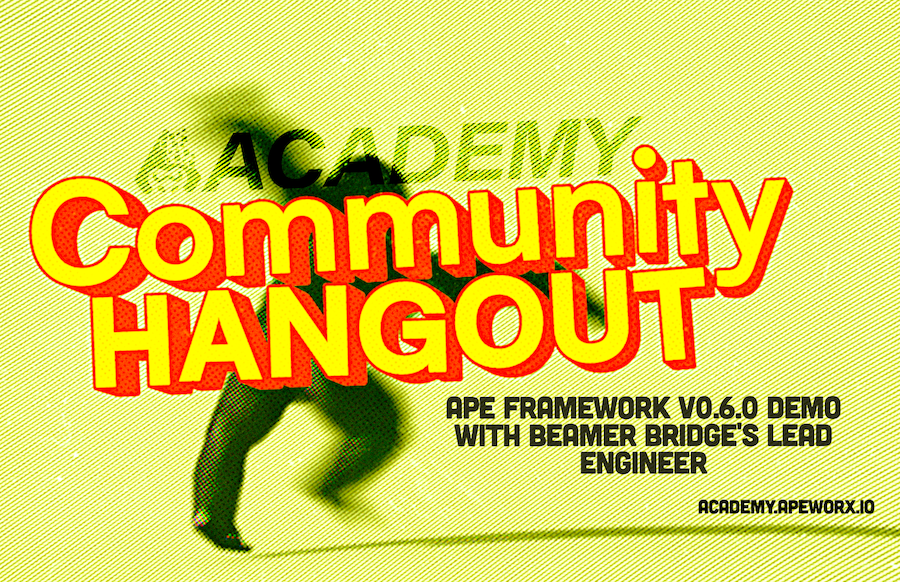 ACADEMY
Community
HANGOUT
APE FRAMEWORK V0.6.0 DEMO
WITH BEAMER BRIDGE'S LEAD
ENGINEER
ACADEMY.APEWORX.IO